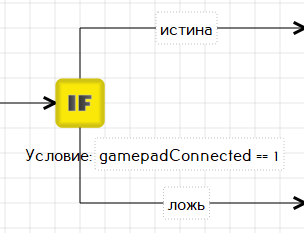 истина
IF
Условие: gamepadConnected == 1
ложь